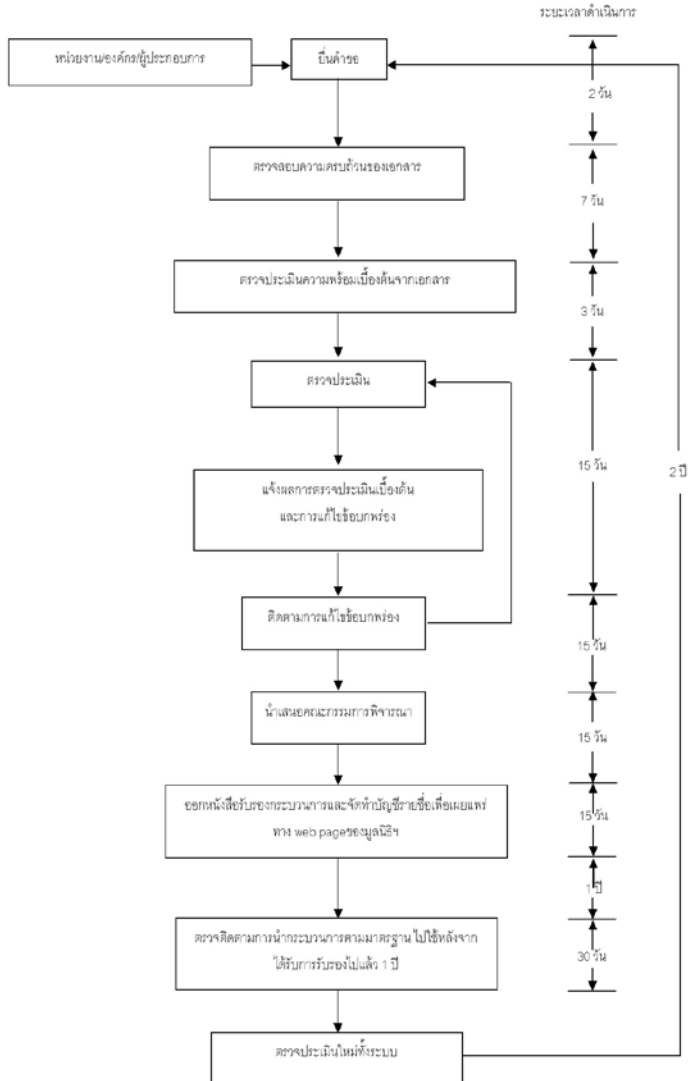 ระยะเวลาดำเนินการ
หน่วยงาน/องค์กร/ผู้ประกอบการ
ยื่นคำขอ
2 วัน
ตรวจสอบความครบถ้วนของเอกสาร
7 วัน
ตรวจประเมินความพร้อมเบื้องต้นจากเอกสาร
3 วัน
ตรวจประเมิน
15 วัน
2 ปี
แจ้งผลการตรวจประเมินเบื้องต้น
และการแก้ไขข้อบกพร่อง
ติดตามการแก้ไขข้อบกพร่อง
15 วัน
นำเสนอคณะกรรมการพิจารณา
15 วัน
ออกหนังสือรับรองกระบวนการและจัดทำบัญชีรายชื่อเพื่อเผยแพร่
ทาง web pageของมูลนิธิฯ
15 วัน
1 ปี
ตรวจติดตามการนำกระบวนการตามมาตรฐาน ไปใช้หลังจาก
ได้รับการรับรองไปแล้ว 1 ปี
30 วัน
ตรวจประเมินใหม่ทั้งระบบ